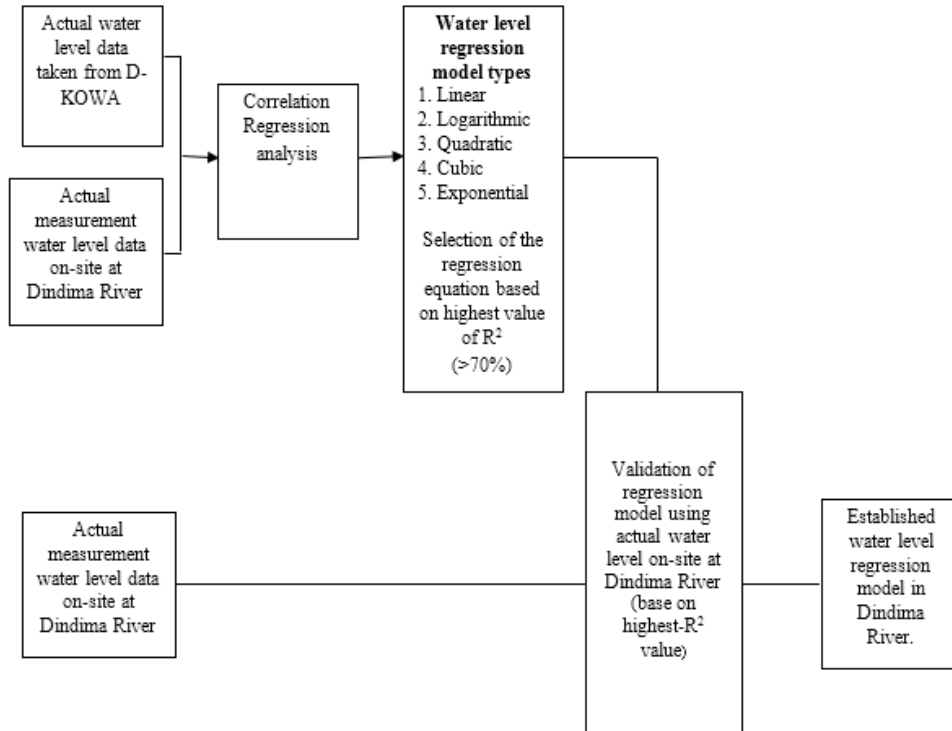 Actual water
level data
taken from D-
KOWA
Actual
measurement
water level data
on-site at
Dindima River
Correlation
Regression
analysis
Water level
regression
model types
1. Linear
2. Logarithmic
3. Quadratic
4. Cubic
5. Exponential
Selection of the
regression
equation based
on highest value
of R²
(>70%)
Actual
measurement
water level data
on-site at
Dindima River
Validation of
regression
model using
actual water
level on-site at
Dindima River
(base on
highest-R²
value)
Established
water level
regression
model in
Dindima
River.